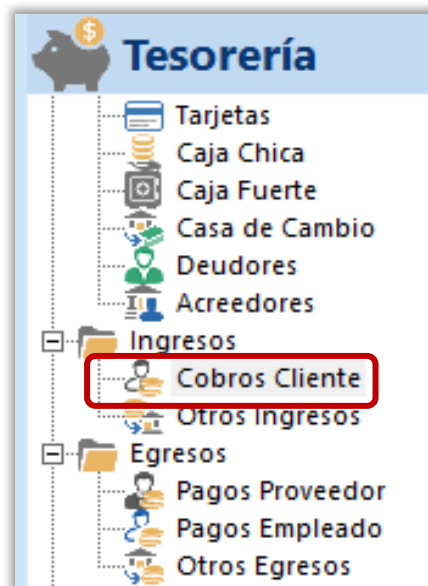 Tesorería
Tarjetas
Caja Chica
Caja Fuerte
Casa de Cambio
Deudores
Acreedores
Ingresos
Cobros Cliente
Otros Ingresos
Egresos
Pagos Proveedor
Pagos Empleado
Otros Egresos